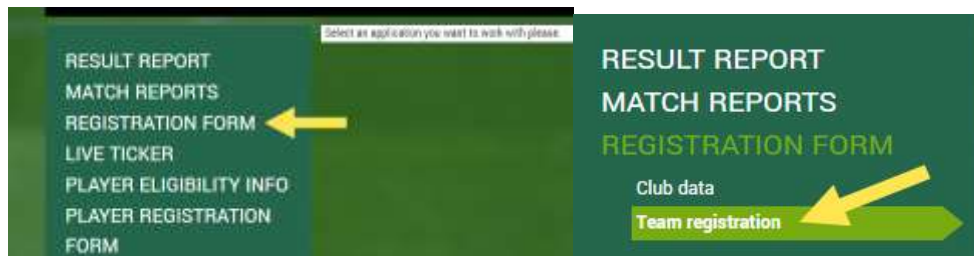 Select an application you want to work with please.
RESULT REPORT
MATCH REPORTS
REGISTRATION FORM
LIVE TICKER
PLAYER ELIGIBILITY INFO
PLAYER REGISTRATION
FORM
RESULT REPORT
MATCH REPORTS
REGISTRATION FORM
Club data
Team registration